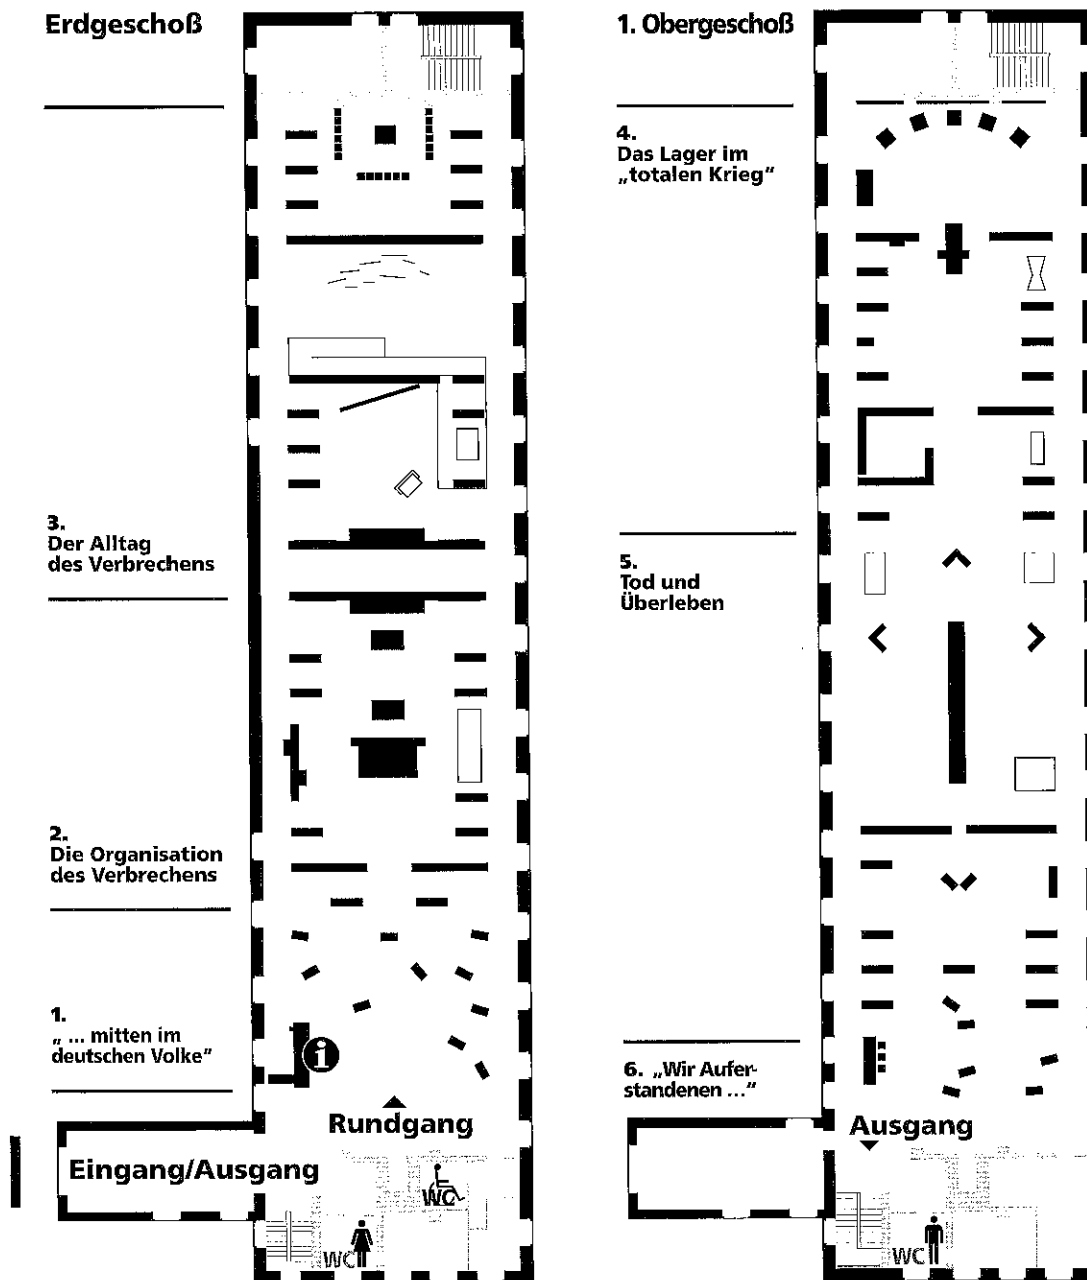 Erdgeschoß
3.
Der Alltag
des Verbrechens
2.
Die Organisation
des Verbrechens
1.
„ ... mitten im
deutschen Volke“
i
Rundgang
Eingang/Ausgang
WC
WC
1. Obergeschoß
4.
Das Lager im
„totalen Krieg“
5.
Tod und
Überleben
6. „Wir Aufer-
standenen ...“
Ausgang
WC